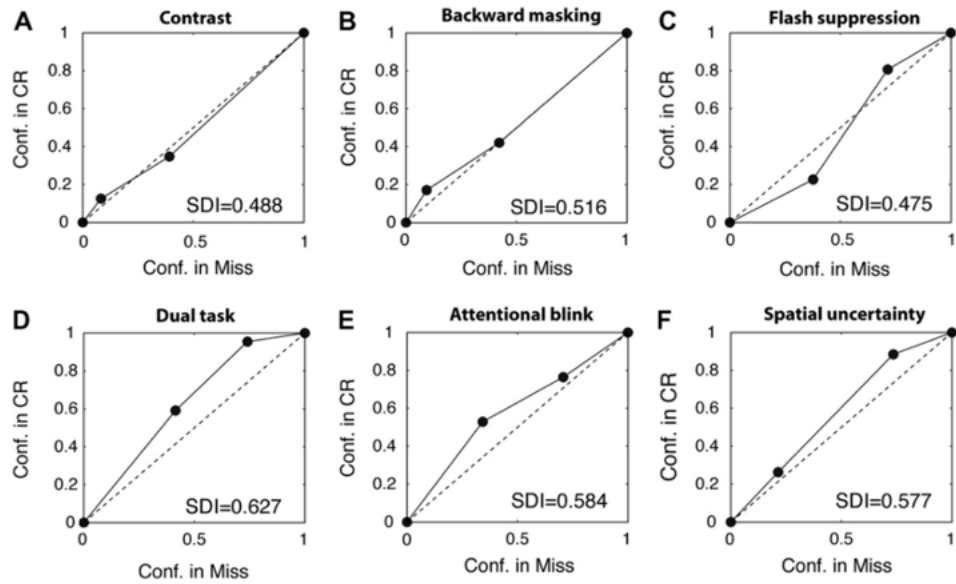 A Contrast
1
0.8
0.6
0.4
0.2
0
Conf. in CR
SDI=0.488
0 0.5 1
Conf. in Miss
B Backward masking
1
0.8
0.6
0.4
0.2
0
Conf. in CR
SDI=0.516
0 0.5 1
Conf. in Miss
C Flash suppression
1
0.8
0.6
0.4
0.2
0
Conf. in CR
SDI=0.475
0 0.5 1
Conf. in Miss
D Dual task
1
0.8
0.6
0.4
0.2
0
Conf. in CR
SDI=0.627
0 0.5 1
Conf. in Miss
E Attentional blink
1
0.8
0.6
0.4
0.2
0
Conf. in CR
SDI=0.584
0 0.5 1
Conf. in Miss
F Spatial uncertainty
1
0.8
0.6
0.4
0.2
0
Conf. in CR
SDI=0.577
0 0.5 1
Conf. in Miss